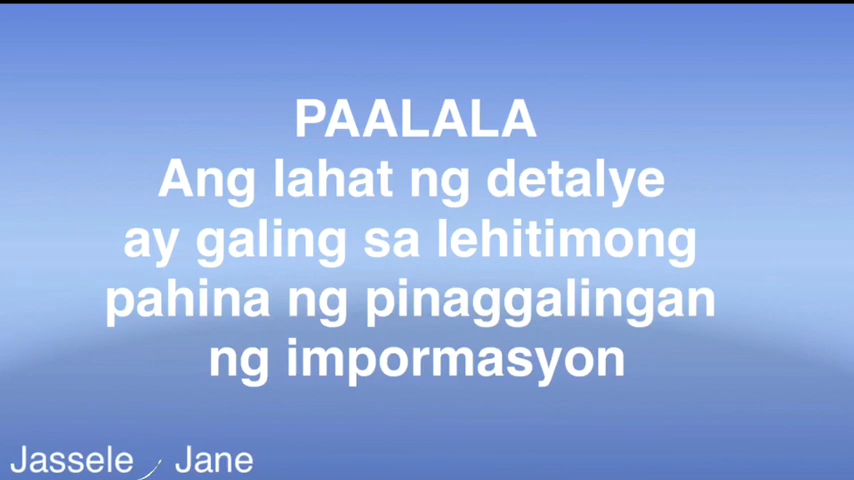 PAALALA
Ang lahat ng detalye
ay galing sa lehitimong
pahina ng pinaggalingan
ng impormasyon
Jassele Jane